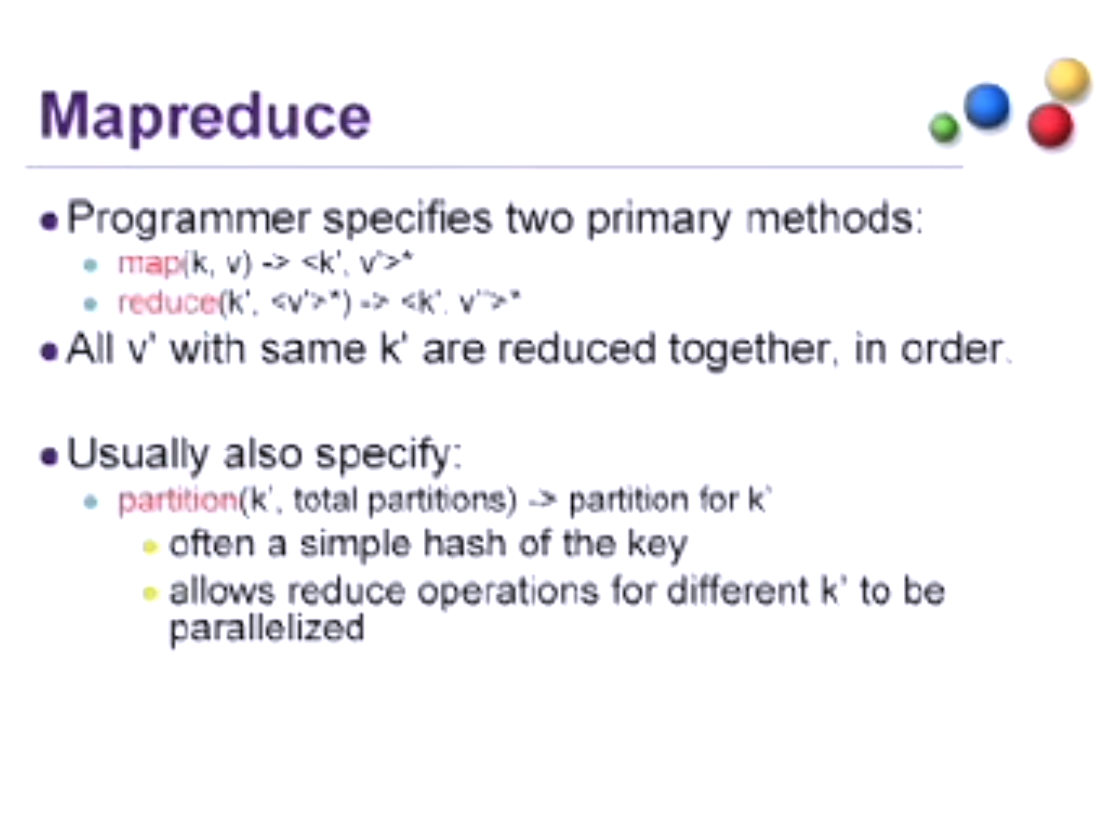 Mapreduce
Programmer specifies two primary methods:
map(k, v) -> <k', v'>*
reduce(k', <v'>*) -> <k', v''>*
All v' with same k' are reduced together, in order.
Usually also specify:
partition(k', total partitions) -> partition for k'
often a simple hash of the key
allows reduce operations for different k' to be
parallelized